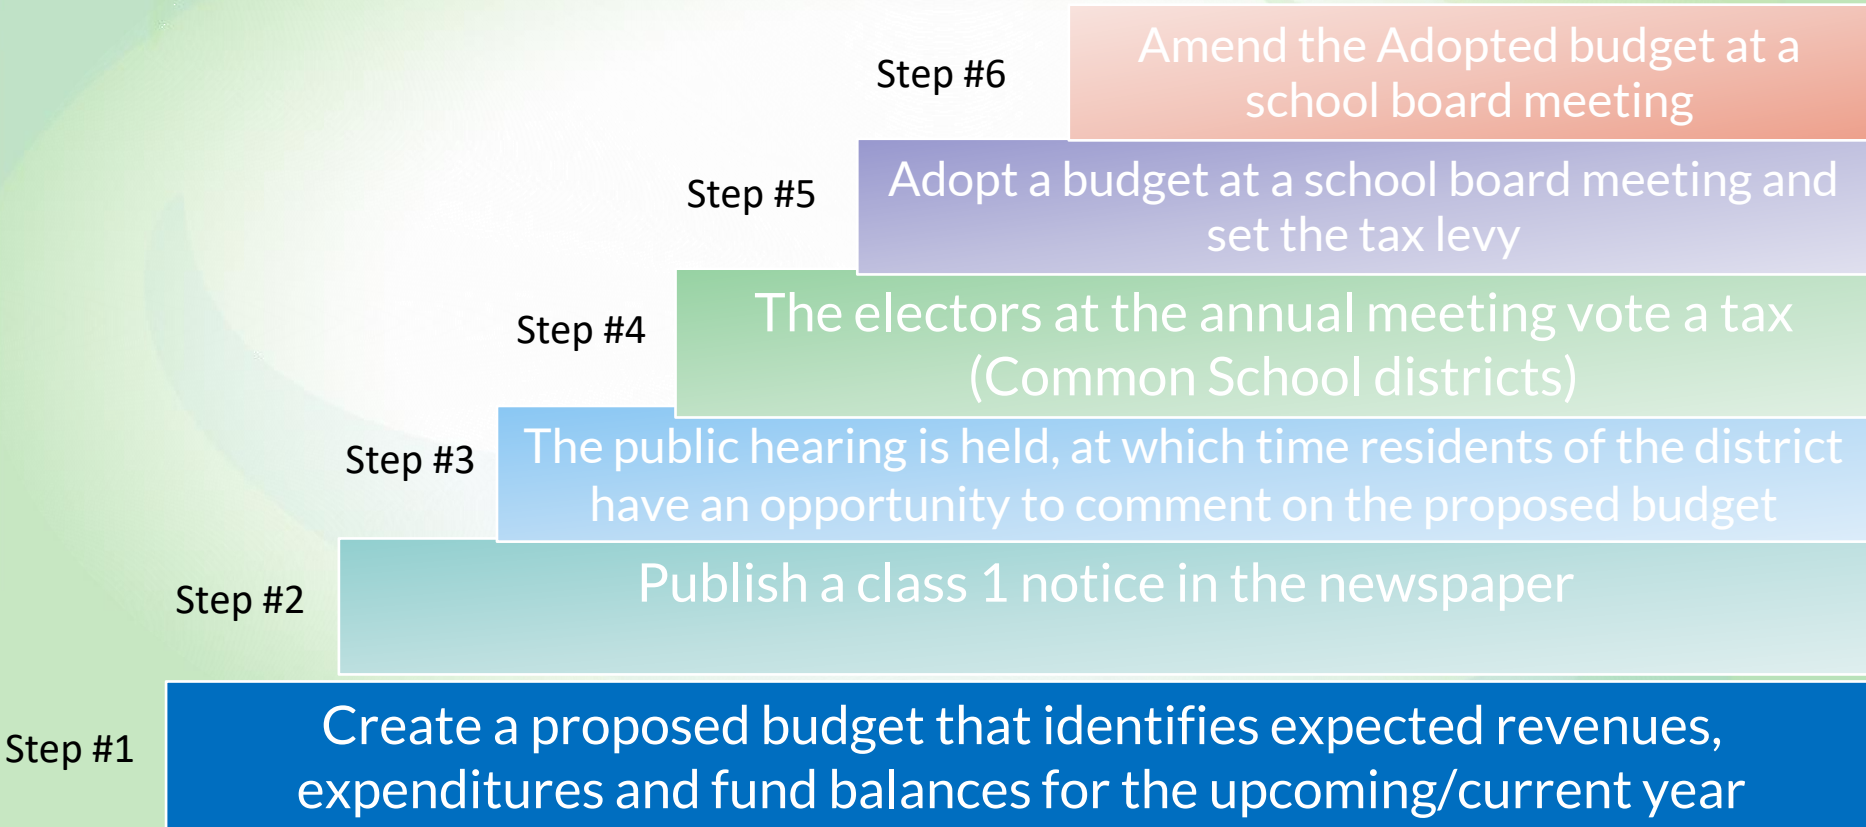 Step #6
Amend the Adopted budget at a
school board meeting
Step #5
Adopt a budget at a school board meeting and
set the tax levy
Step #4
The electors at the annual meeting vote a tax
(Common School districts)
Step #3
The public hearing is held, at which time residents of the district
have an opportunity to comment on the proposed budget
Step #2
Publish a class 1 notice in the newspaper
Step #1
Create a proposed budget that identifies expected revenues,
expenditures and fund balances for the upcoming/current year